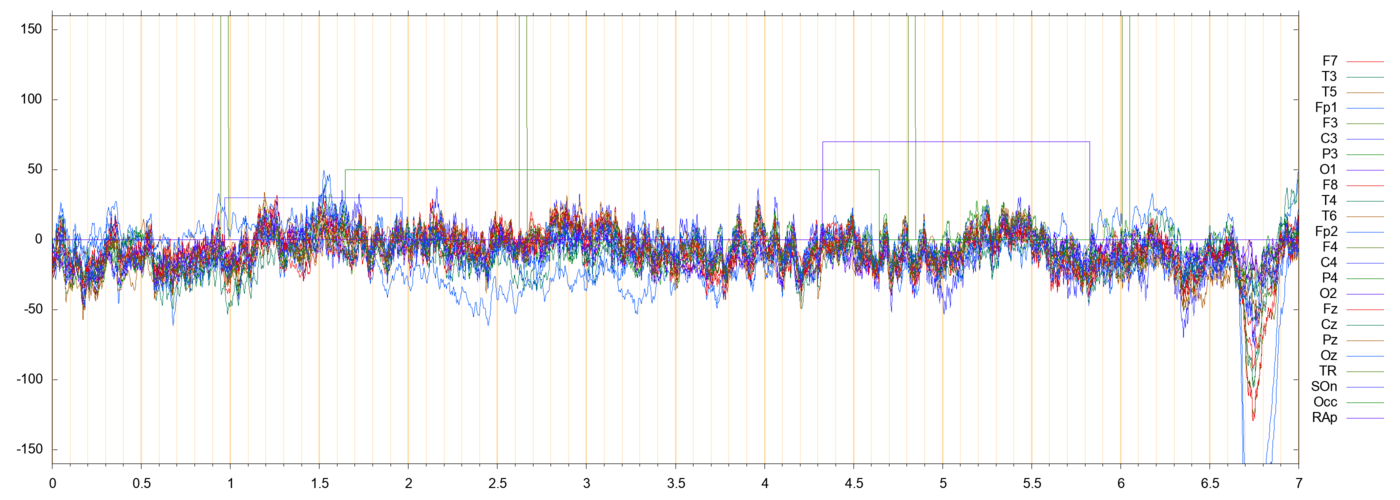 150
100
50
0
-50
-100
-150
0 0.5 1 1.5 2 2.5 3 3.5 4 4.5 5 5.5 6 6.5 7
F7
T3
T5
Fp1
F3
C3
P3
O1
F8
T4
T6
Fp2
F4
C4
P4
O2
Fz
Cz
Pz
Oz
TR
SOn
Occ
RAp